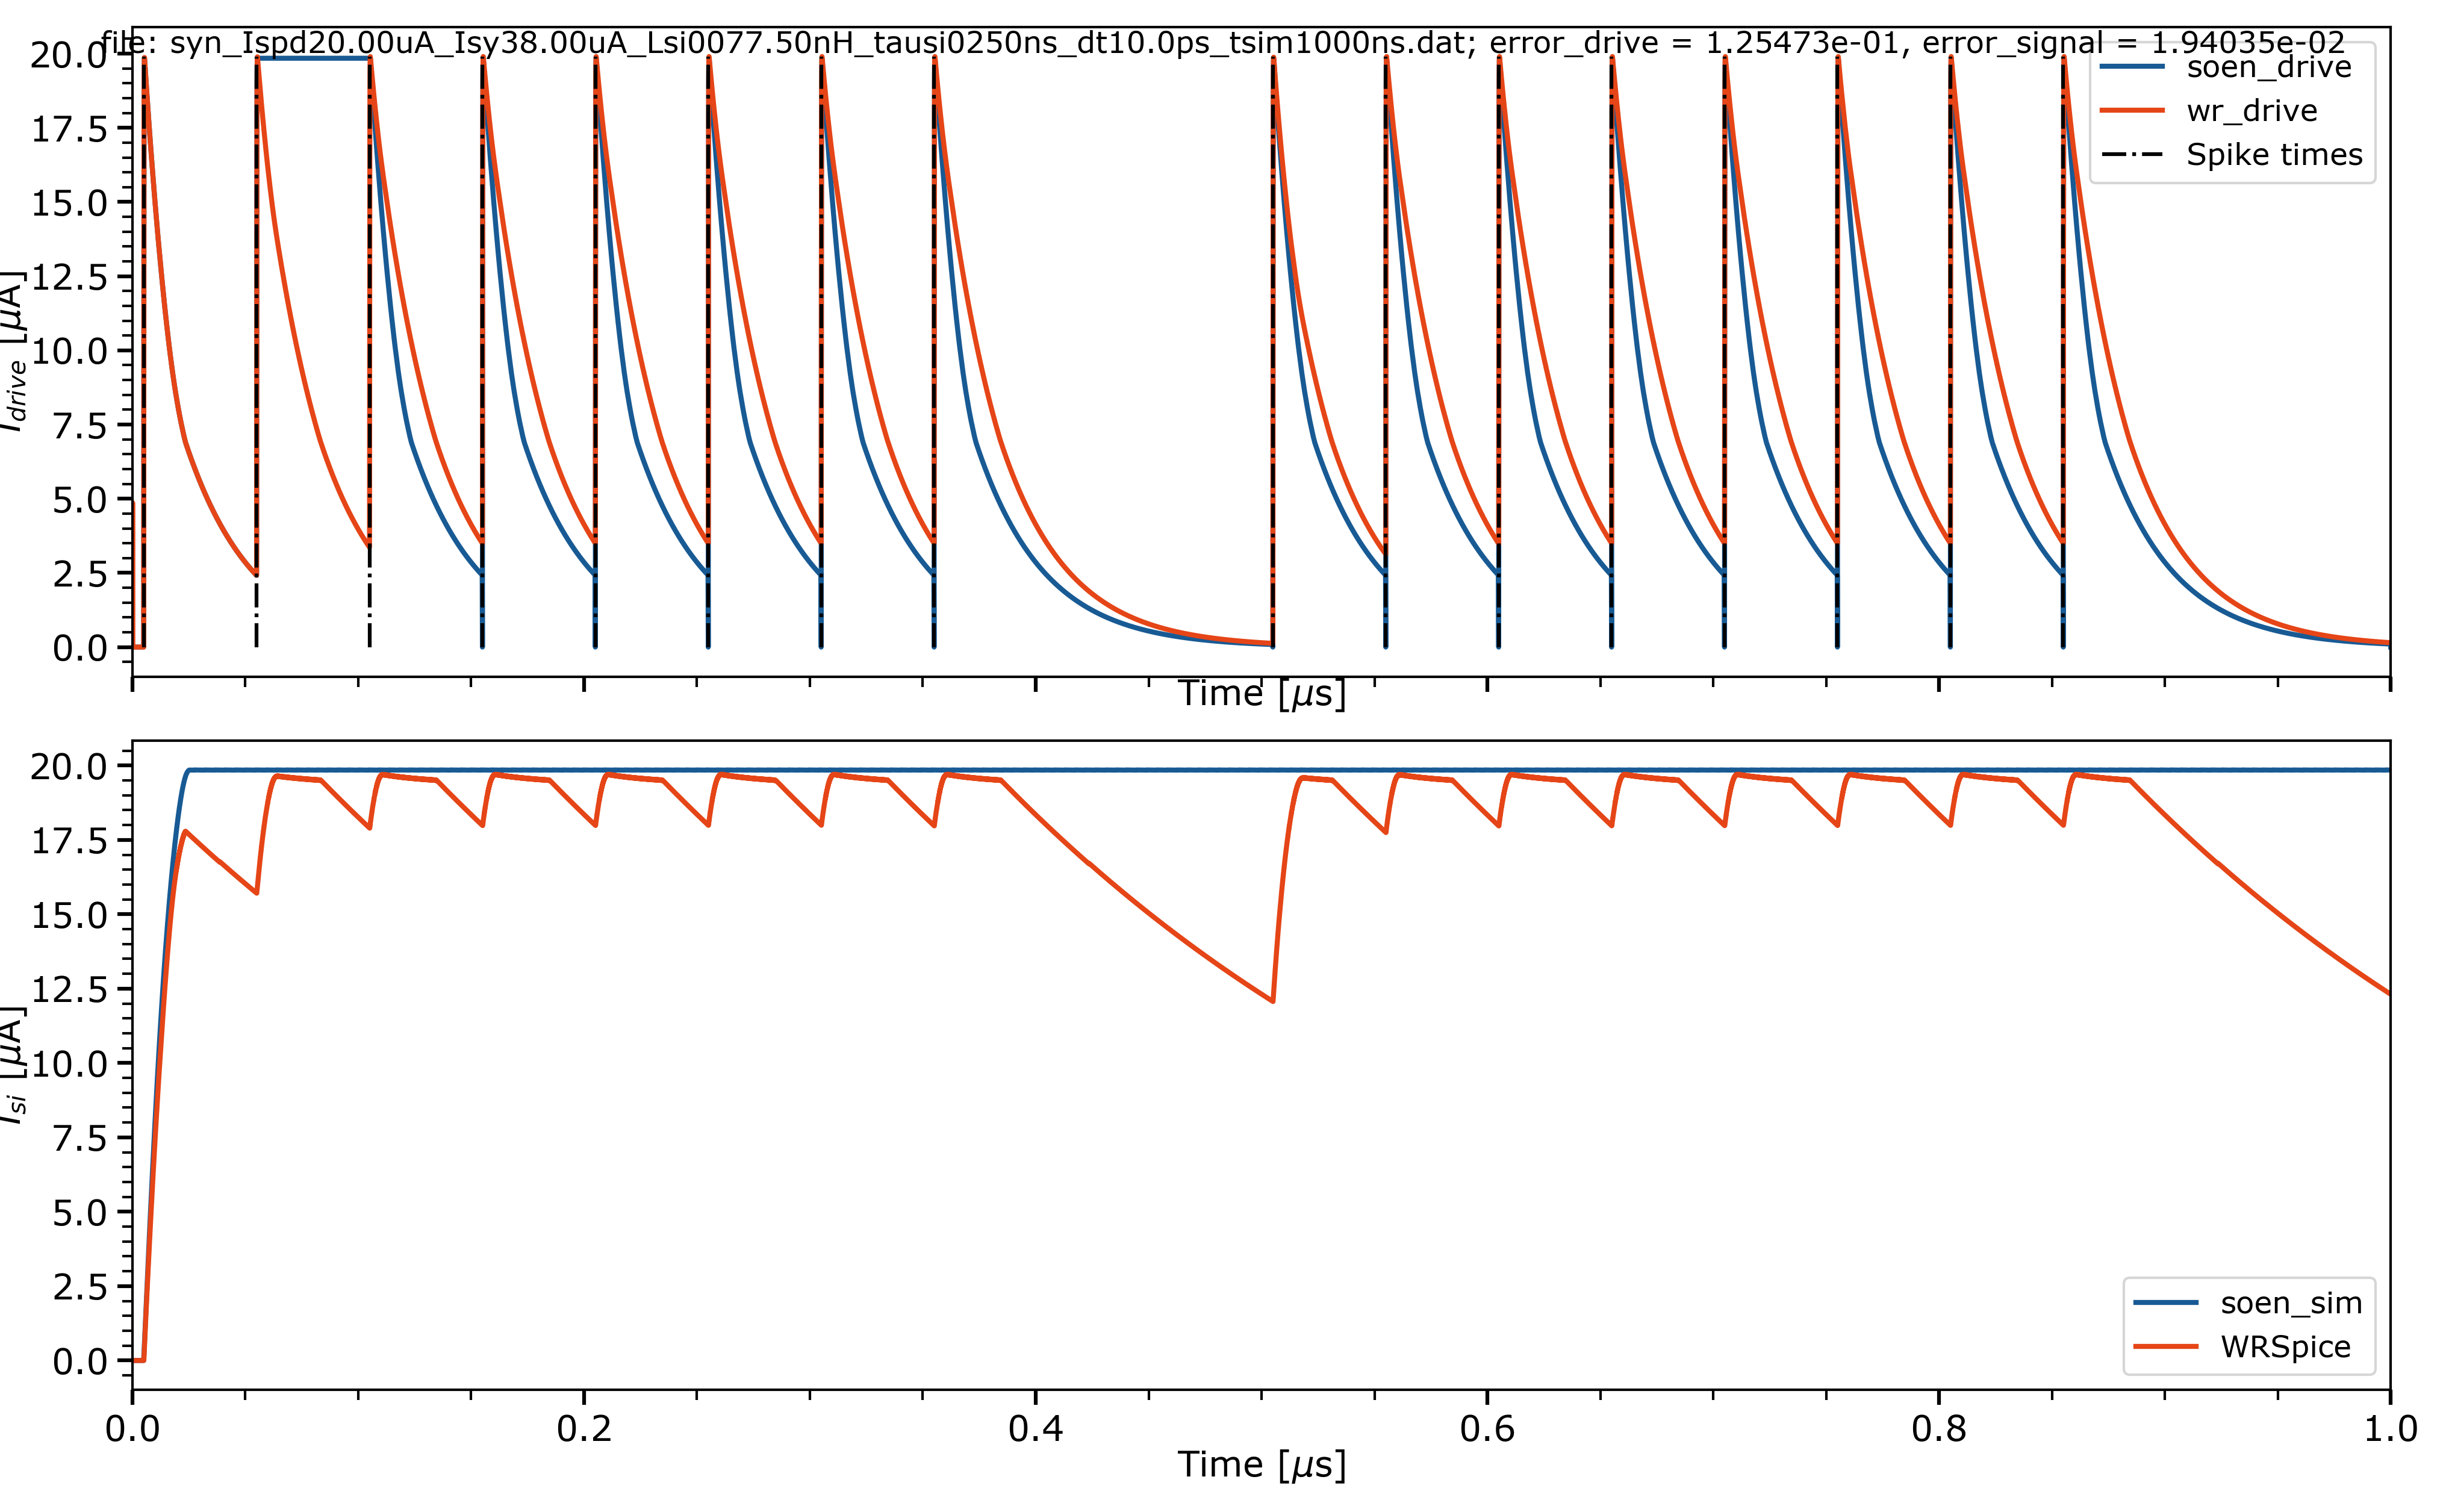 file: syn_Ispd20.00uA_Isy38.00uA_Lsi0077.50nH_tausi0250ns_dt10.0ps_tsim1000ns.dat; error_drive = 1.25473e-01, error_signal = 1.94035e-02
soen_drive
wr_drive
Spike times
20.0
17.5
15.0
12.5
10.0
7.5
5.0
2.5
0.0
I_drive [μA]
Time [μs]
20.0
17.5
15.0
12.5
10.0
7.5
5.0
2.5
0.0
I_si [μA]
soen_sim
WRSpice
0.0 0.2 0.4 0.6 0.8 1.0
Time [μs]